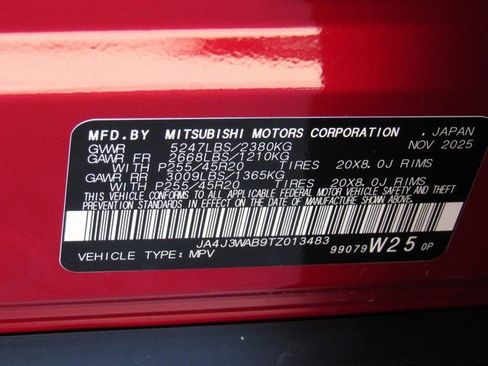 MFD.BY MITSUBISHI MOTORS CORPORATION , JAPAN
GVWR 5247LBS/2380KG NOV 2025
GAWR FR 2668LBS/1210KG
WITH P255/45R20 TIRES 20X8.0J RIMS
GAWR RR 3009LBS/1365KG
WITH P255/45R20 TIRES 20X8.0J RIMS
THIS VEHICLE CONFORMS TO ALL APPLICABLE FEDERAL MOTOR VEHICLE SAFETY AND THEFT
PREVENTION STANDARDS IN EFFECT ON THE DATE OF MANUFACTURE SHOWN ABOVE.
JA4J3WAB9TZ013483
VEHICLE TYPE: MPV 99079 W25 0P